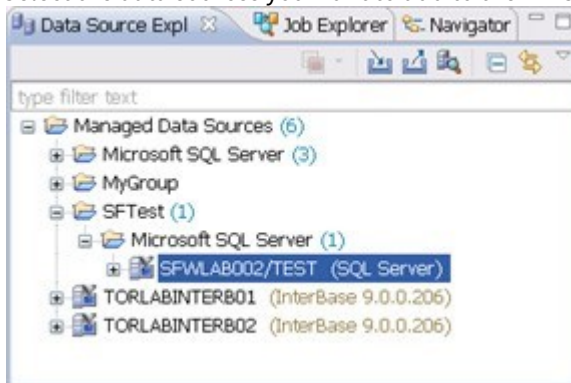 Data Source Expl Job Explorer Navigator
type filter text
Managed Data Sources (6)
Microsoft SQL Server (3)
MyGroup
SFTest (1)
Microsoft SQL Server (1)
SFWLAB002/TEST (SQL Server)
TORLABINTERB01 (InterBase 9.0.0.206)
TORLABINTERB02 (InterBase 9.0.0.206)